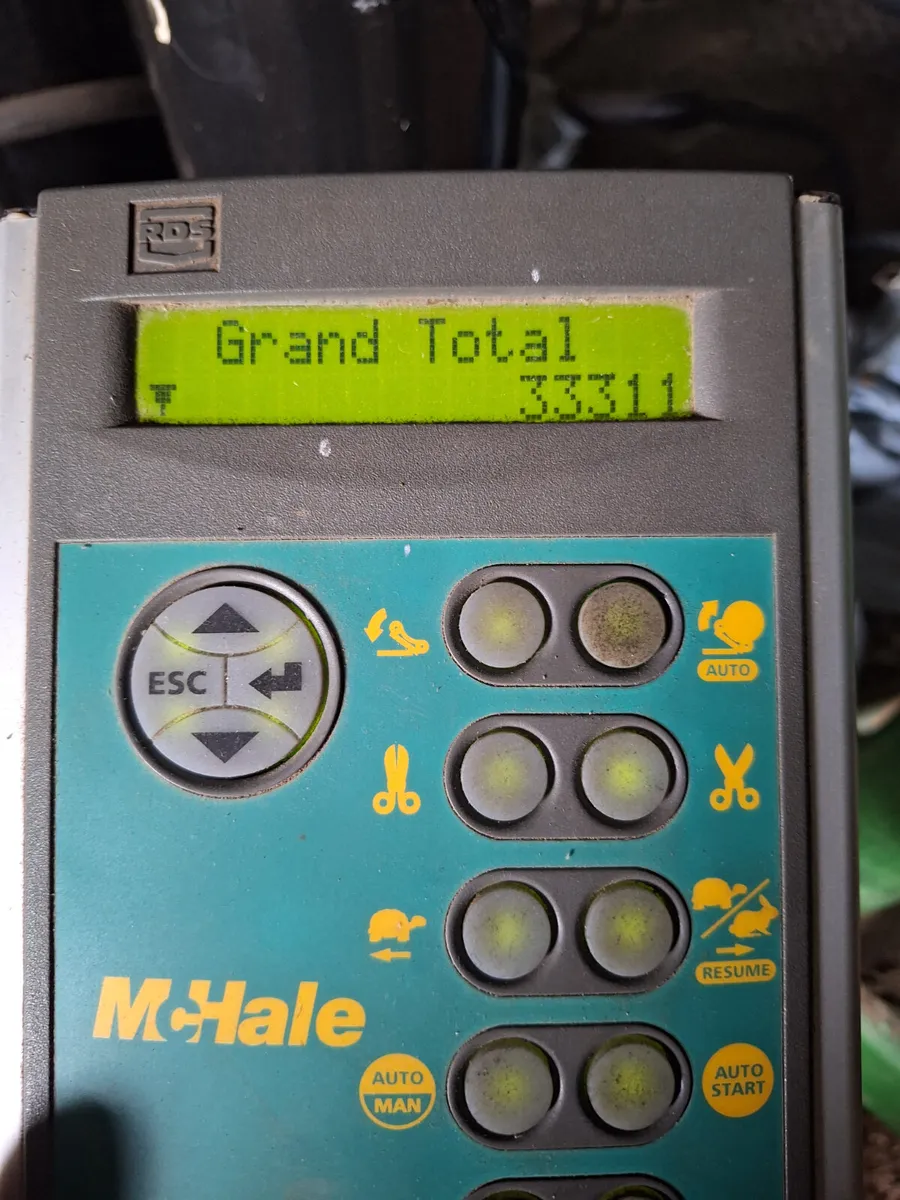 RDS
Grand Total
33311
ESC
AUTO
RESUME
McHale
AUTO
MAN
AUTO
START